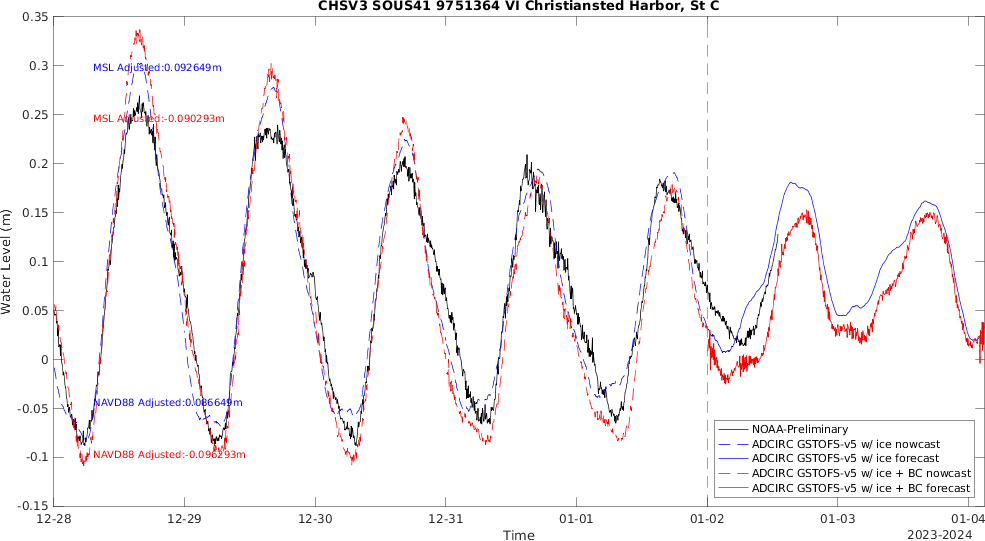 CHSV3 SOUS41 9751364 VI Christiansted Harbor, St C
0.35
0.3
0.25
0.2
0.15
0.1
0.05
0
-0.05
-0.1
-0.15
Water Level (m)
MSL Adjusted:0.092649m
MSL Adjusted:-0.090293m
NAVD88 Adjusted:0.086649m
NAVD88 Adjusted:-0.096293m
NOAA-Preliminary
ADCIRC GSTOFS-v5 w/ ice nowcast
ADCIRC GSTOFS-v5 w/ ice forecast
ADCIRC GSTOFS-v5 w/ ice + BC nowcast
ADCIRC GSTOFS-v5 w/ ice + BC forecast
12-28 12-29 12-30 12-31 01-01 01-02 01-03 01-04
Time
2023-2024